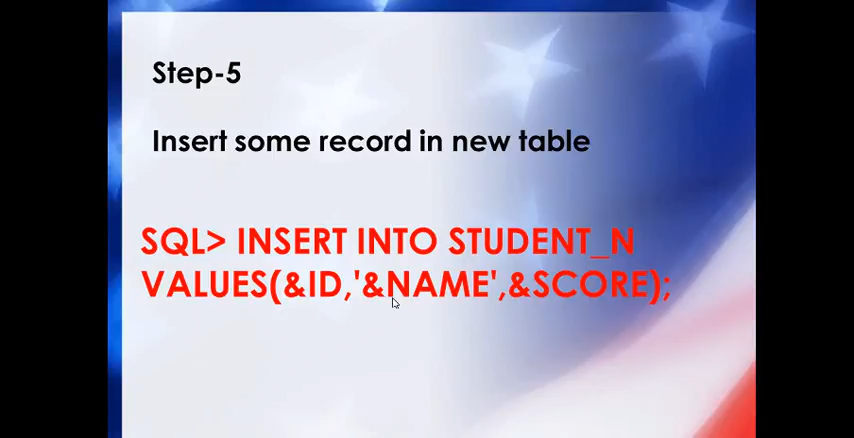 Step-5
Insert some record in new table
SQL> INSERT INTO STUDENT_N
VALUES(&ID,'&NAME',&SCORE);